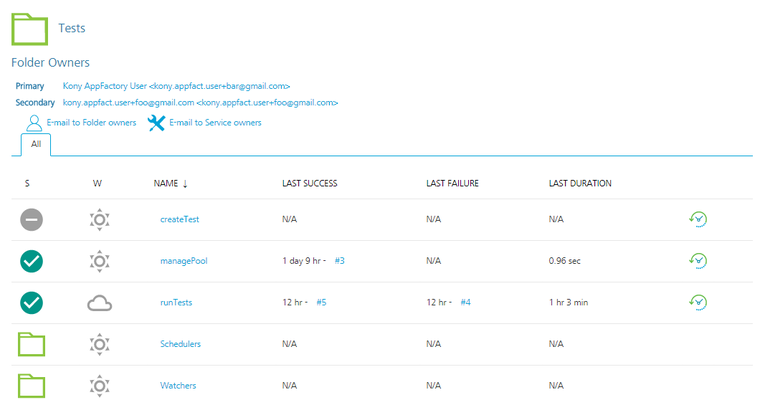 Tests
Folder Owners
Primary Kony AppFactory User <kony.appfact.user+bar@gmail.com>
Secondary kony.appfact.user+foo@gmail.com <kony.appfact.user+foo@gmail.com>
E-mail to Folder owners E-mail to Service owners
All
S W NAME ↓ LAST SUCCESS LAST FAILURE LAST DURATION
createTest N/A N/A N/A
managePool 1 day 9 hr - #3 N/A 0.96 sec
runTests 12 hr - #5 12 hr - #4 1 hr 3 min
Schedulers N/A N/A N/A
Watchers N/A N/A N/A